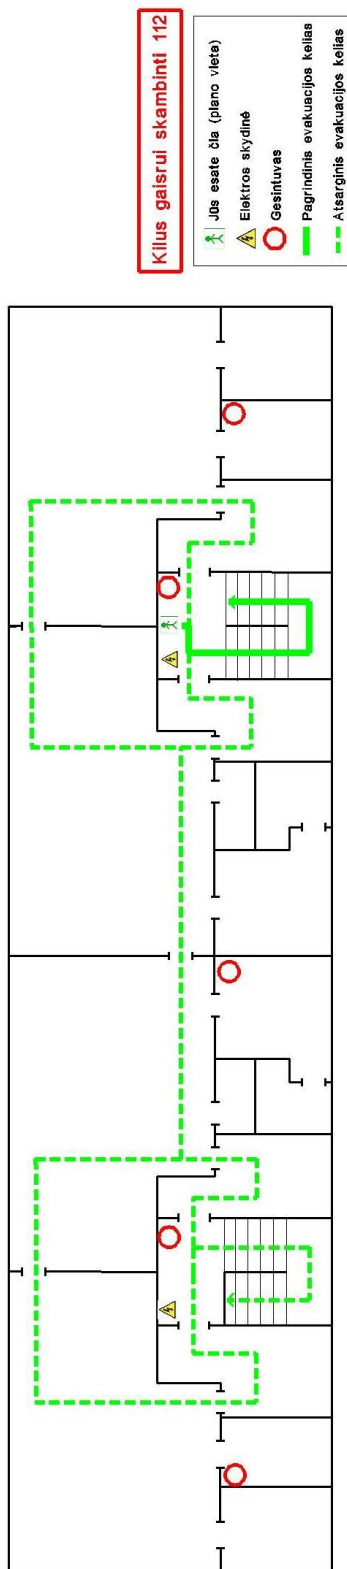 Kilus gaisrui skambinti 112
Jūs esate čia (plano vieta)
Elektros skydinė
Gesintuvas
Pagrindinis evakuacijos kelias
Atsarginis evakuacijos kelias